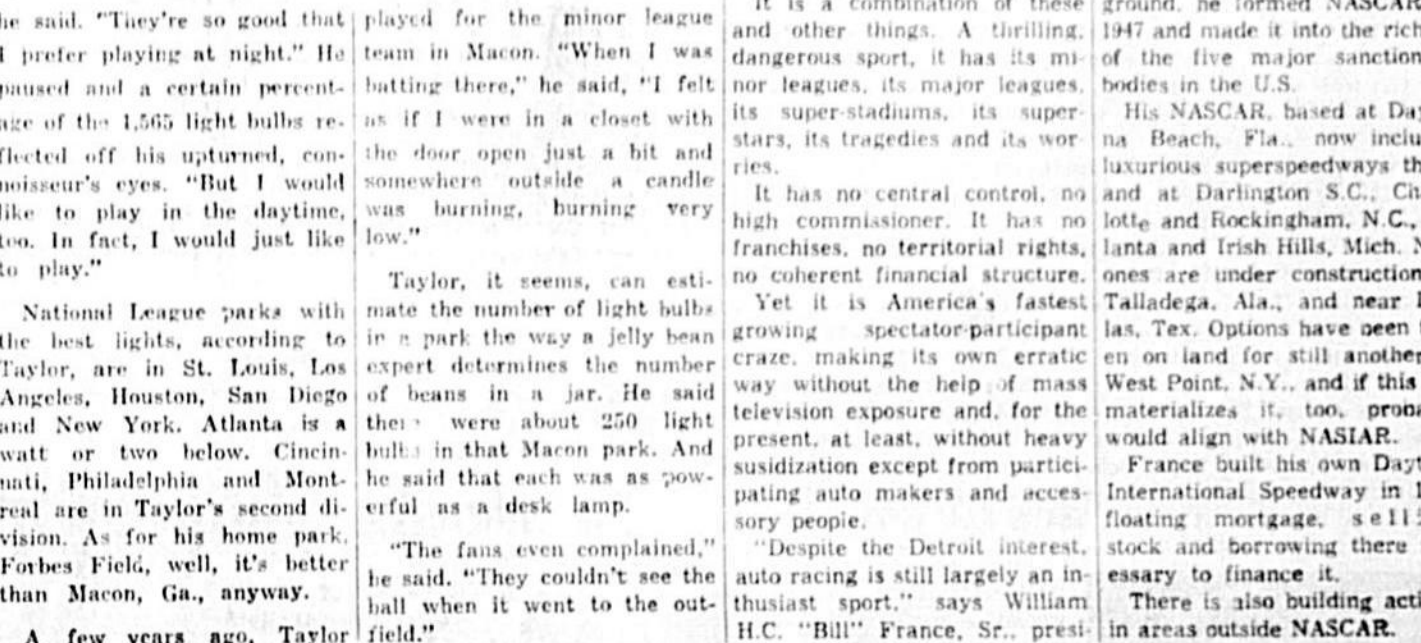 he said. "They're so good that
I prefer playing at night." He
paused and a certain percent-
age of the 1,565 light bulbs re-
flected off his upturned, con-
noisseur's eyes. "But I would
like to play in the daytime,
too. In fact, I would just like
to play."
National League parks with
the best lights, according to
Taylor, are in St. Louis, Los
Angeles, Houston, San Diego
and New York. Atlanta is a
watt or two below. Cincin-
nati, Philadelphia and Mont-
real are in Taylor's second di-
vision. As for his home park,
Forbes Field, well, it's better
than Macon, Ga., anyway.
A few years ago, Taylor
played for the minor league
team in Macon. "When I was
batting there," he said, "I felt
as if I were in a closet with
the door open just a bit and
somewhere outside a candle
was burning, burning very
low."
Taylor, it seems, can esti-
mate the number of light bulbs
in a park the way a jelly bean
expert determines the number
of beans in a jar. He said
there were about 250 light
bulbs in that Macon park. And
he said that each was as pow-
erful as a desk lamp.
"The fans even complained,"
he said. "They couldn't see the
ball when it went to the out-
field."
It is a combination of these
and other things. A thrilling,
dangerous sport, it has its mi-
nor leagues, its major leagues,
its super-stadiums, its super-
stars, its tragedies and its wor-
ries.
It has no central control, no
high commissioner. It has no
franchises, no territorial rights,
no coherent financial structure.
Yet it is America's fastest
growing spectator-participant
craze, making its own erratic
way without the help of mass
television exposure and, for the
present, at least, without heavy
susidization except from partici-
pating auto makers and acces-
sory people.
"Despite the Detroit interest,
auto racing is still largely an in-
thusiast sport," says William
H.C. "Bill" France, Sr., presi-
ground, he formed NASCAR
1947 and made it into the rich
of the five major sanction
bodies in the U.S.
His NASCAR, based at Day
na Beach, Fla., now inclu
luxurious superspeedways th
and at Darlington S.C., Cha
lotte and Rockingham, N.C.,
lanta and Irish Hills, Mich. N
ones are under construction
Talladega, Ala., and near
las, Tex. Options have been
en on land for still another
West Point, N.Y., and if this
materializes it, too, proba
would align with NASIAR.
France built his own Dayt
International Speedway in 1
floating mortgage, sell
stock and borrowing there
essary to finance it.
There is also building acti
in areas outside NASCAR.